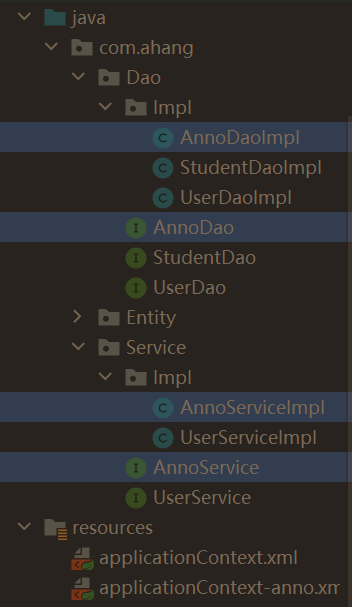 java
com.ahang
Dao
Impl
AnnoDaoImpl
StudentDaoImpl
UserDaoImpl
AnnoDao
StudentDao
UserDao
Entity
Service
Impl
AnnoServiceImpl
UserServiceImpl
AnnoService
UserService
resources
applicationContext.xml
applicationContext-anno.xm